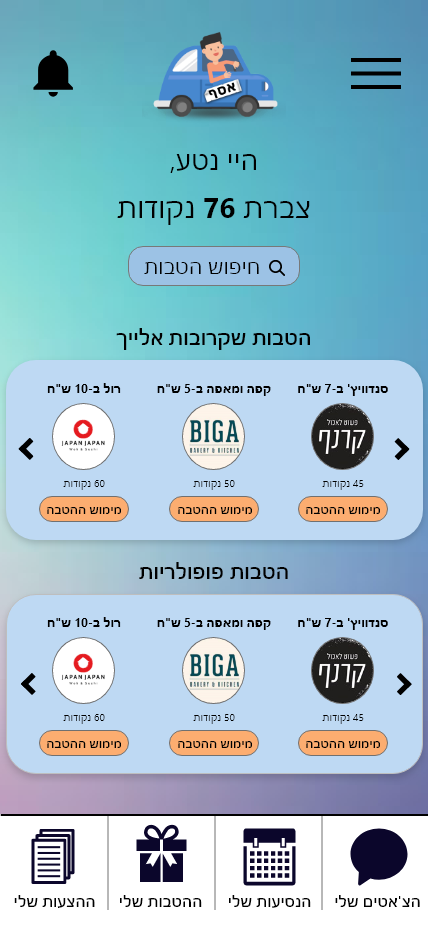 אסף
היי נטע,
צברת 76 נקודות
חיפוש הטבות
הטבות שקרובות אלייך
סנדוויץ' ב-7 ש"ח
קפה ומאפה ב-5 ש"ח
רול ב-10 ש"ח
פשוט לאכול
קרנף
BIGA
BAKERY & KITCHEN
JAPAN JAPAN
Wok & Sushi
45 נקודות
50 נקודות
60 נקודות
מימוש ההטבה
מימוש ההטבה
מימוש ההטבה
הטבות פופולריות
סנדוויץ' ב-7 ש"ח
קפה ומאפה ב-5 ש"ח
רול ב-10 ש"ח
פשוט לאכול
קרנף
BIGA
BAKERY & KITCHEN
JAPAN JAPAN
Wok & Sushi
45 נקודות
50 נקודות
60 נקודות
מימוש ההטבה
מימוש ההטבה
מימוש ההטבה
הצ'אטים שלי
הנסיעות שלי
ההטבות שלי
ההצעות שלי